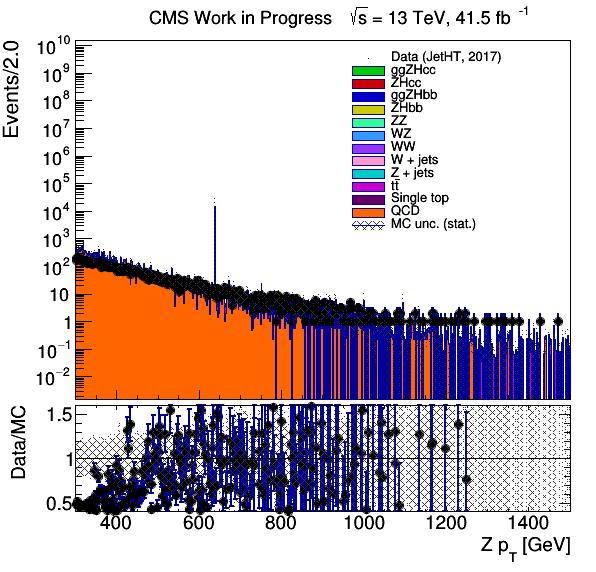 CMS Work in Progress √s = 13 TeV, 41.5 fb⁻¹
Events/2.0
10¹⁰
10⁹
10⁸
10⁷
10⁶
10⁵
10⁴
10³
10²
10
1
10⁻¹
10⁻²
Data (JetHT, 2017)
ggZHcc
ZHcc
ggZHbb
ZHbb
ZZ
WZ
WW
W + jets
Z + jets
tt̄
Single top
QCD
MC unc. (stat.)
Data/MC
1.5
1
0.5
400 600 800 1000 1200 1400
Z p_T [GeV]